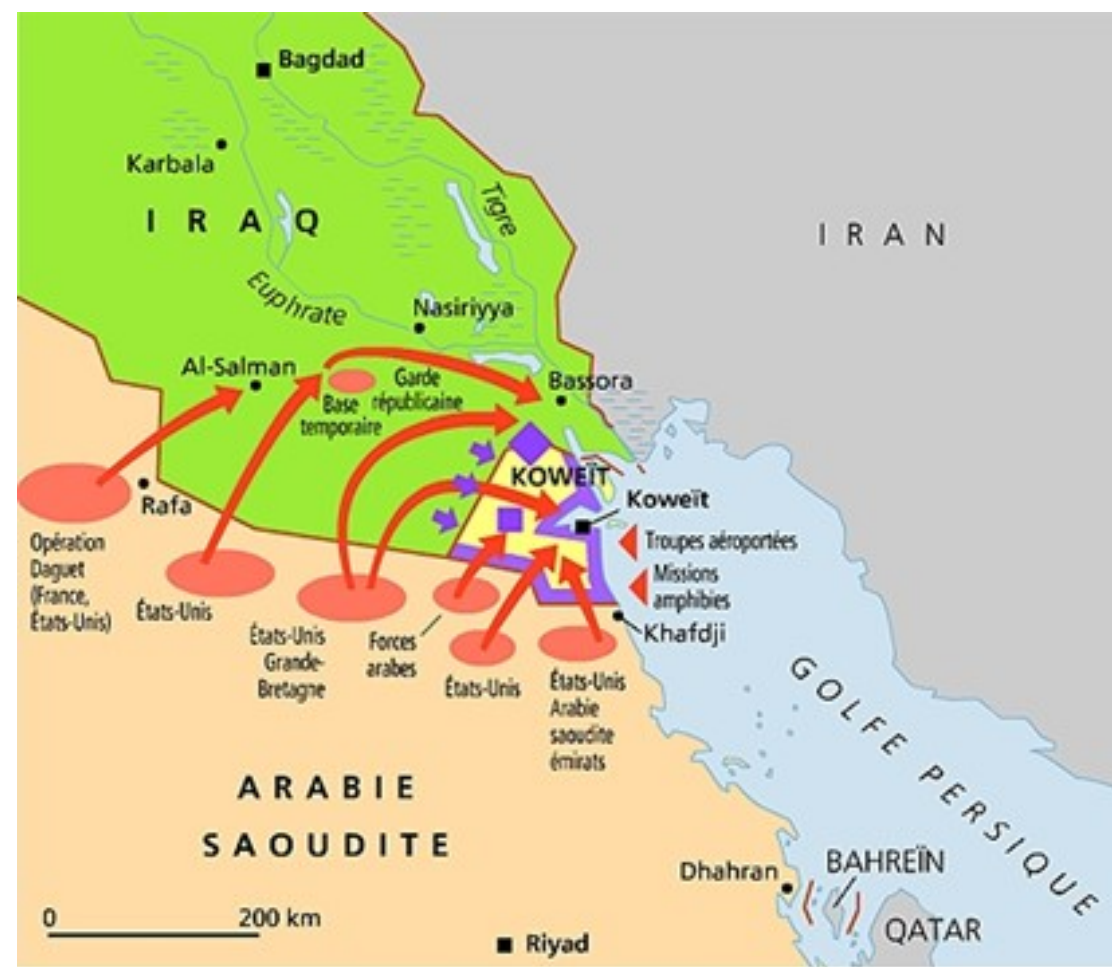 Bagdad
Karbala
I R A Q
Tigre
I R A N
Euphrate
Nasiriyya
Al-Salman
Garde
républicaine
Base
temporaire
Bassora
KOWEÏT
Koweït
Rafa
Troupes aéroportées
Missions
amphibies
Khafdji
Opération
Daguet
(France,
États-Unis)
États-Unis
États-Unis
Grande-
Bretagne
Forces
arabes
États-Unis
États-Unis
Arabie
saoudite
émirats
GOLFE PERSIQUE
ARABIE
SAOUDITE
Dhahran
BAHREÏN
QATAR
0 200 km
Riyad